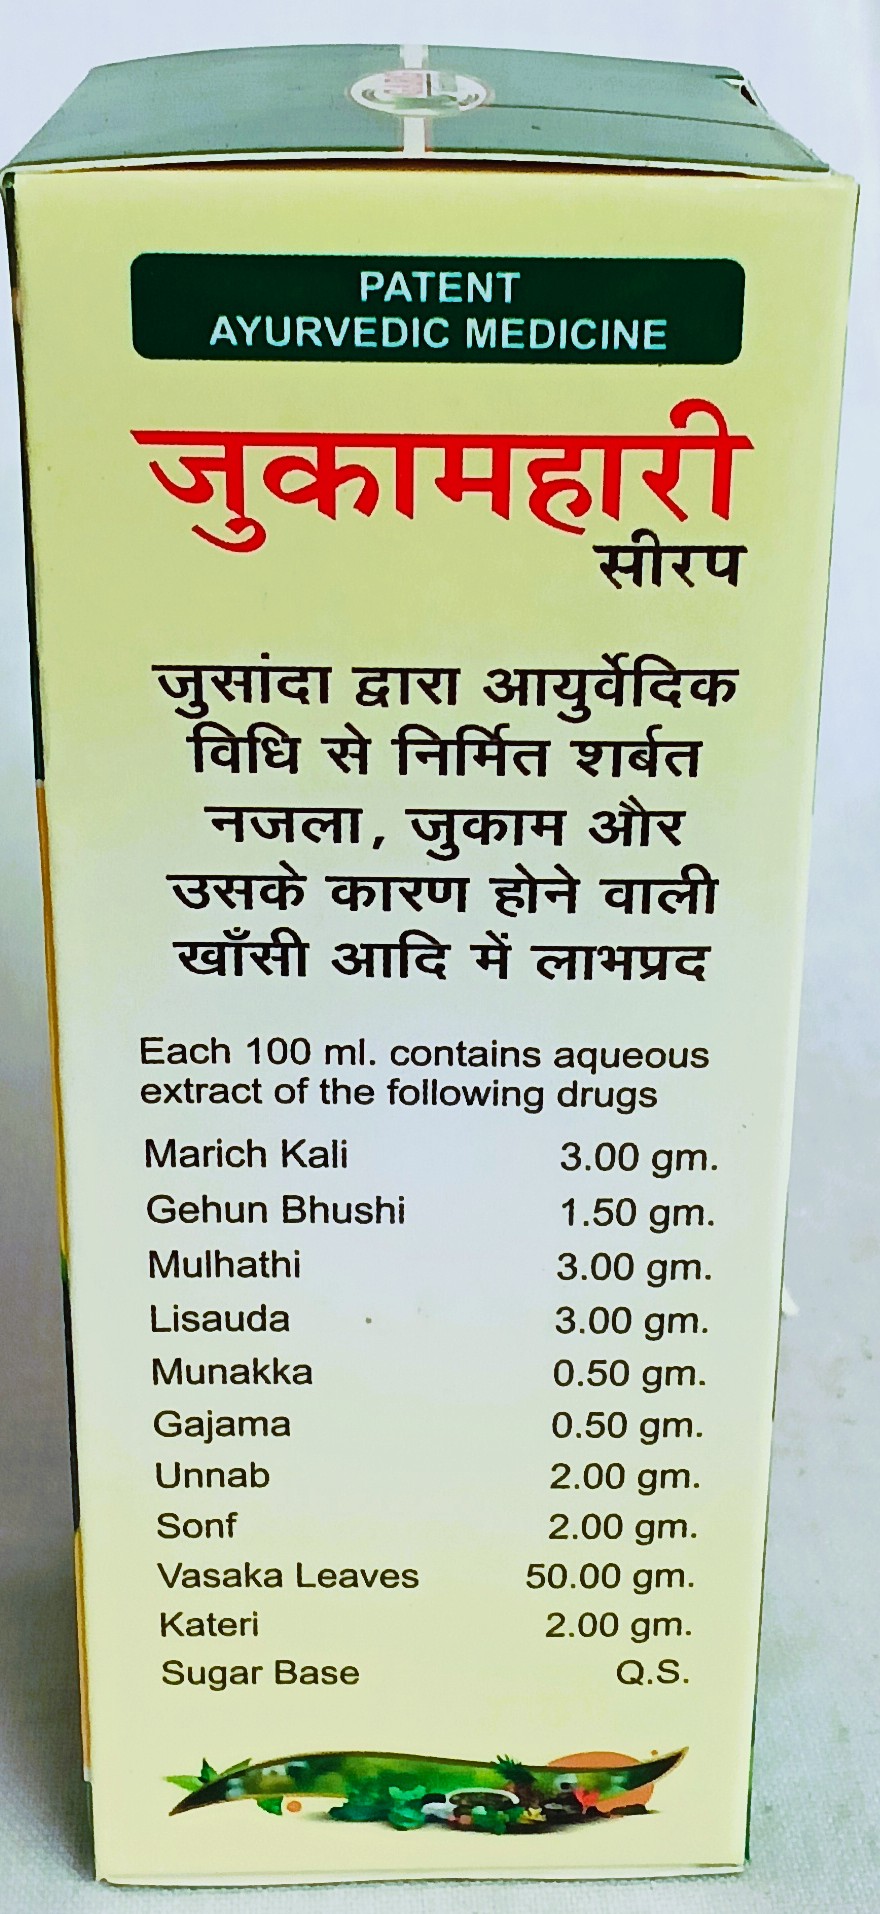 PATENT
AYURVEDIC MEDICINE
जुकामहारी
सीरप
जुसांदा द्वारा आयुर्वेदिक
विधि से निर्मित शर्बत
नजला, जुकाम और
उसके कारण होने वाली
खाँसी आदि में लाभप्रद
Each 100 ml. contains aqueous
extract of the following drugs
Marich Kali 3.00 gm.
Gehun Bhushi 1.50 gm.
Mulhathi 3.00 gm.
Lisauda 3.00 gm.
Munakka 0.50 gm.
Gajama 0.50 gm.
Unnab 2.00 gm.
Sonf 2.00 gm.
Vasaka Leaves 50.00 gm.
Kateri 2.00 gm.
Sugar Base Q.S.